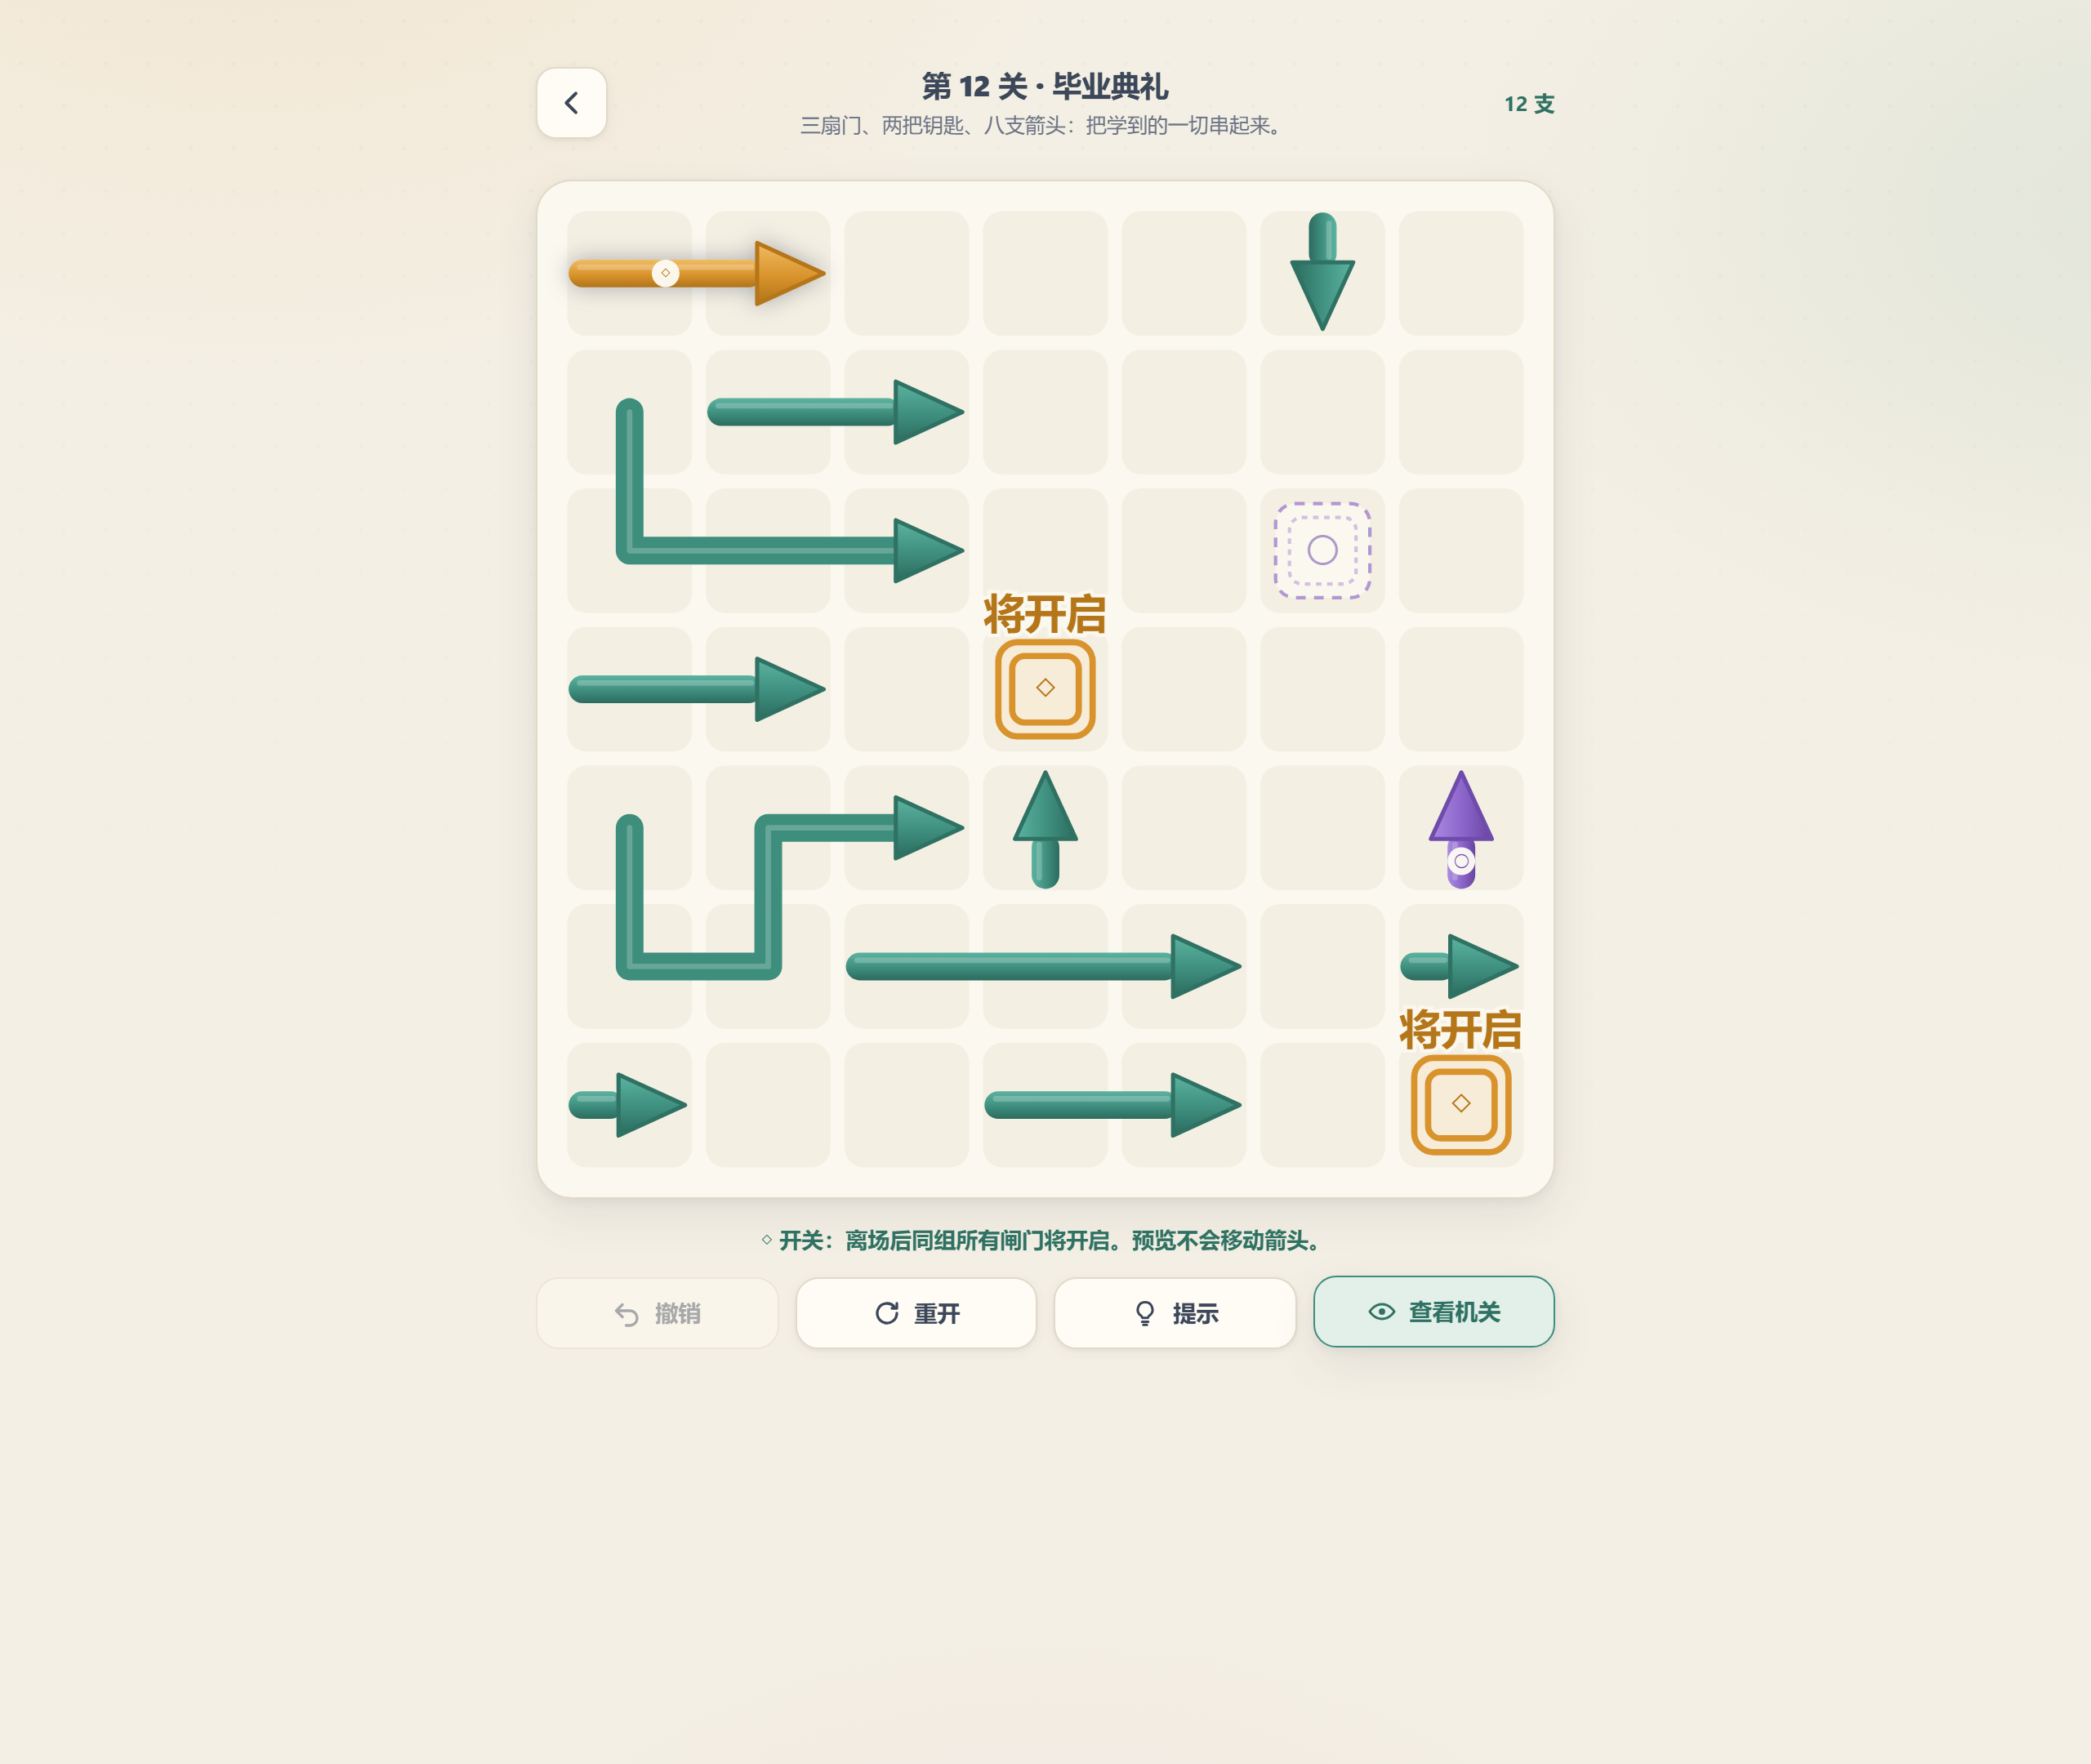 第 12 关 · 毕业典礼
三扇门、两把钥匙、八支箭头：把学到的一切串起来。
12 支
将开启
将开启
◇ 开关：离场后同组所有闸门将开启。预览不会移动箭头。
撤销
重开
提示
查看机关